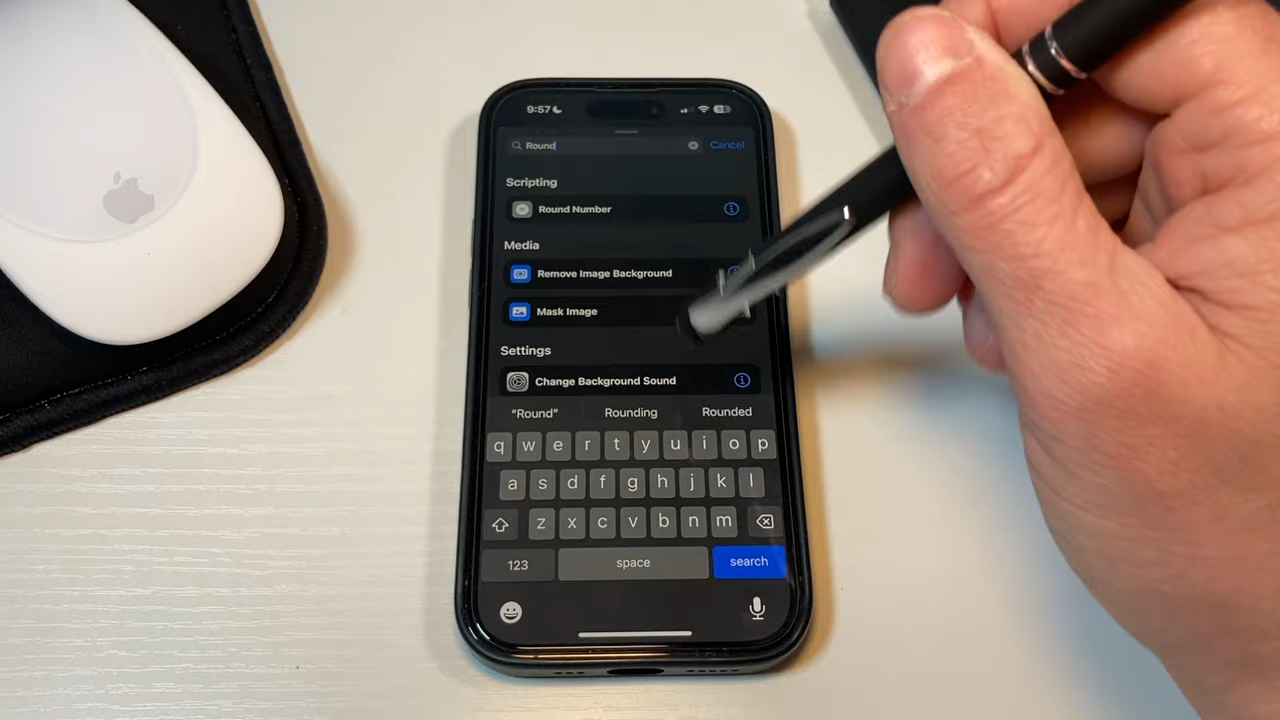 9:57
Round
Cancel
Scripting
Round Number
Media
Remove Image Background
Mask Image
Settings
Change Background Sound
"Round" Rounding Rounded
q w e r t y u i o p
a s d f g h j k l
z x c v b n m
123 space search